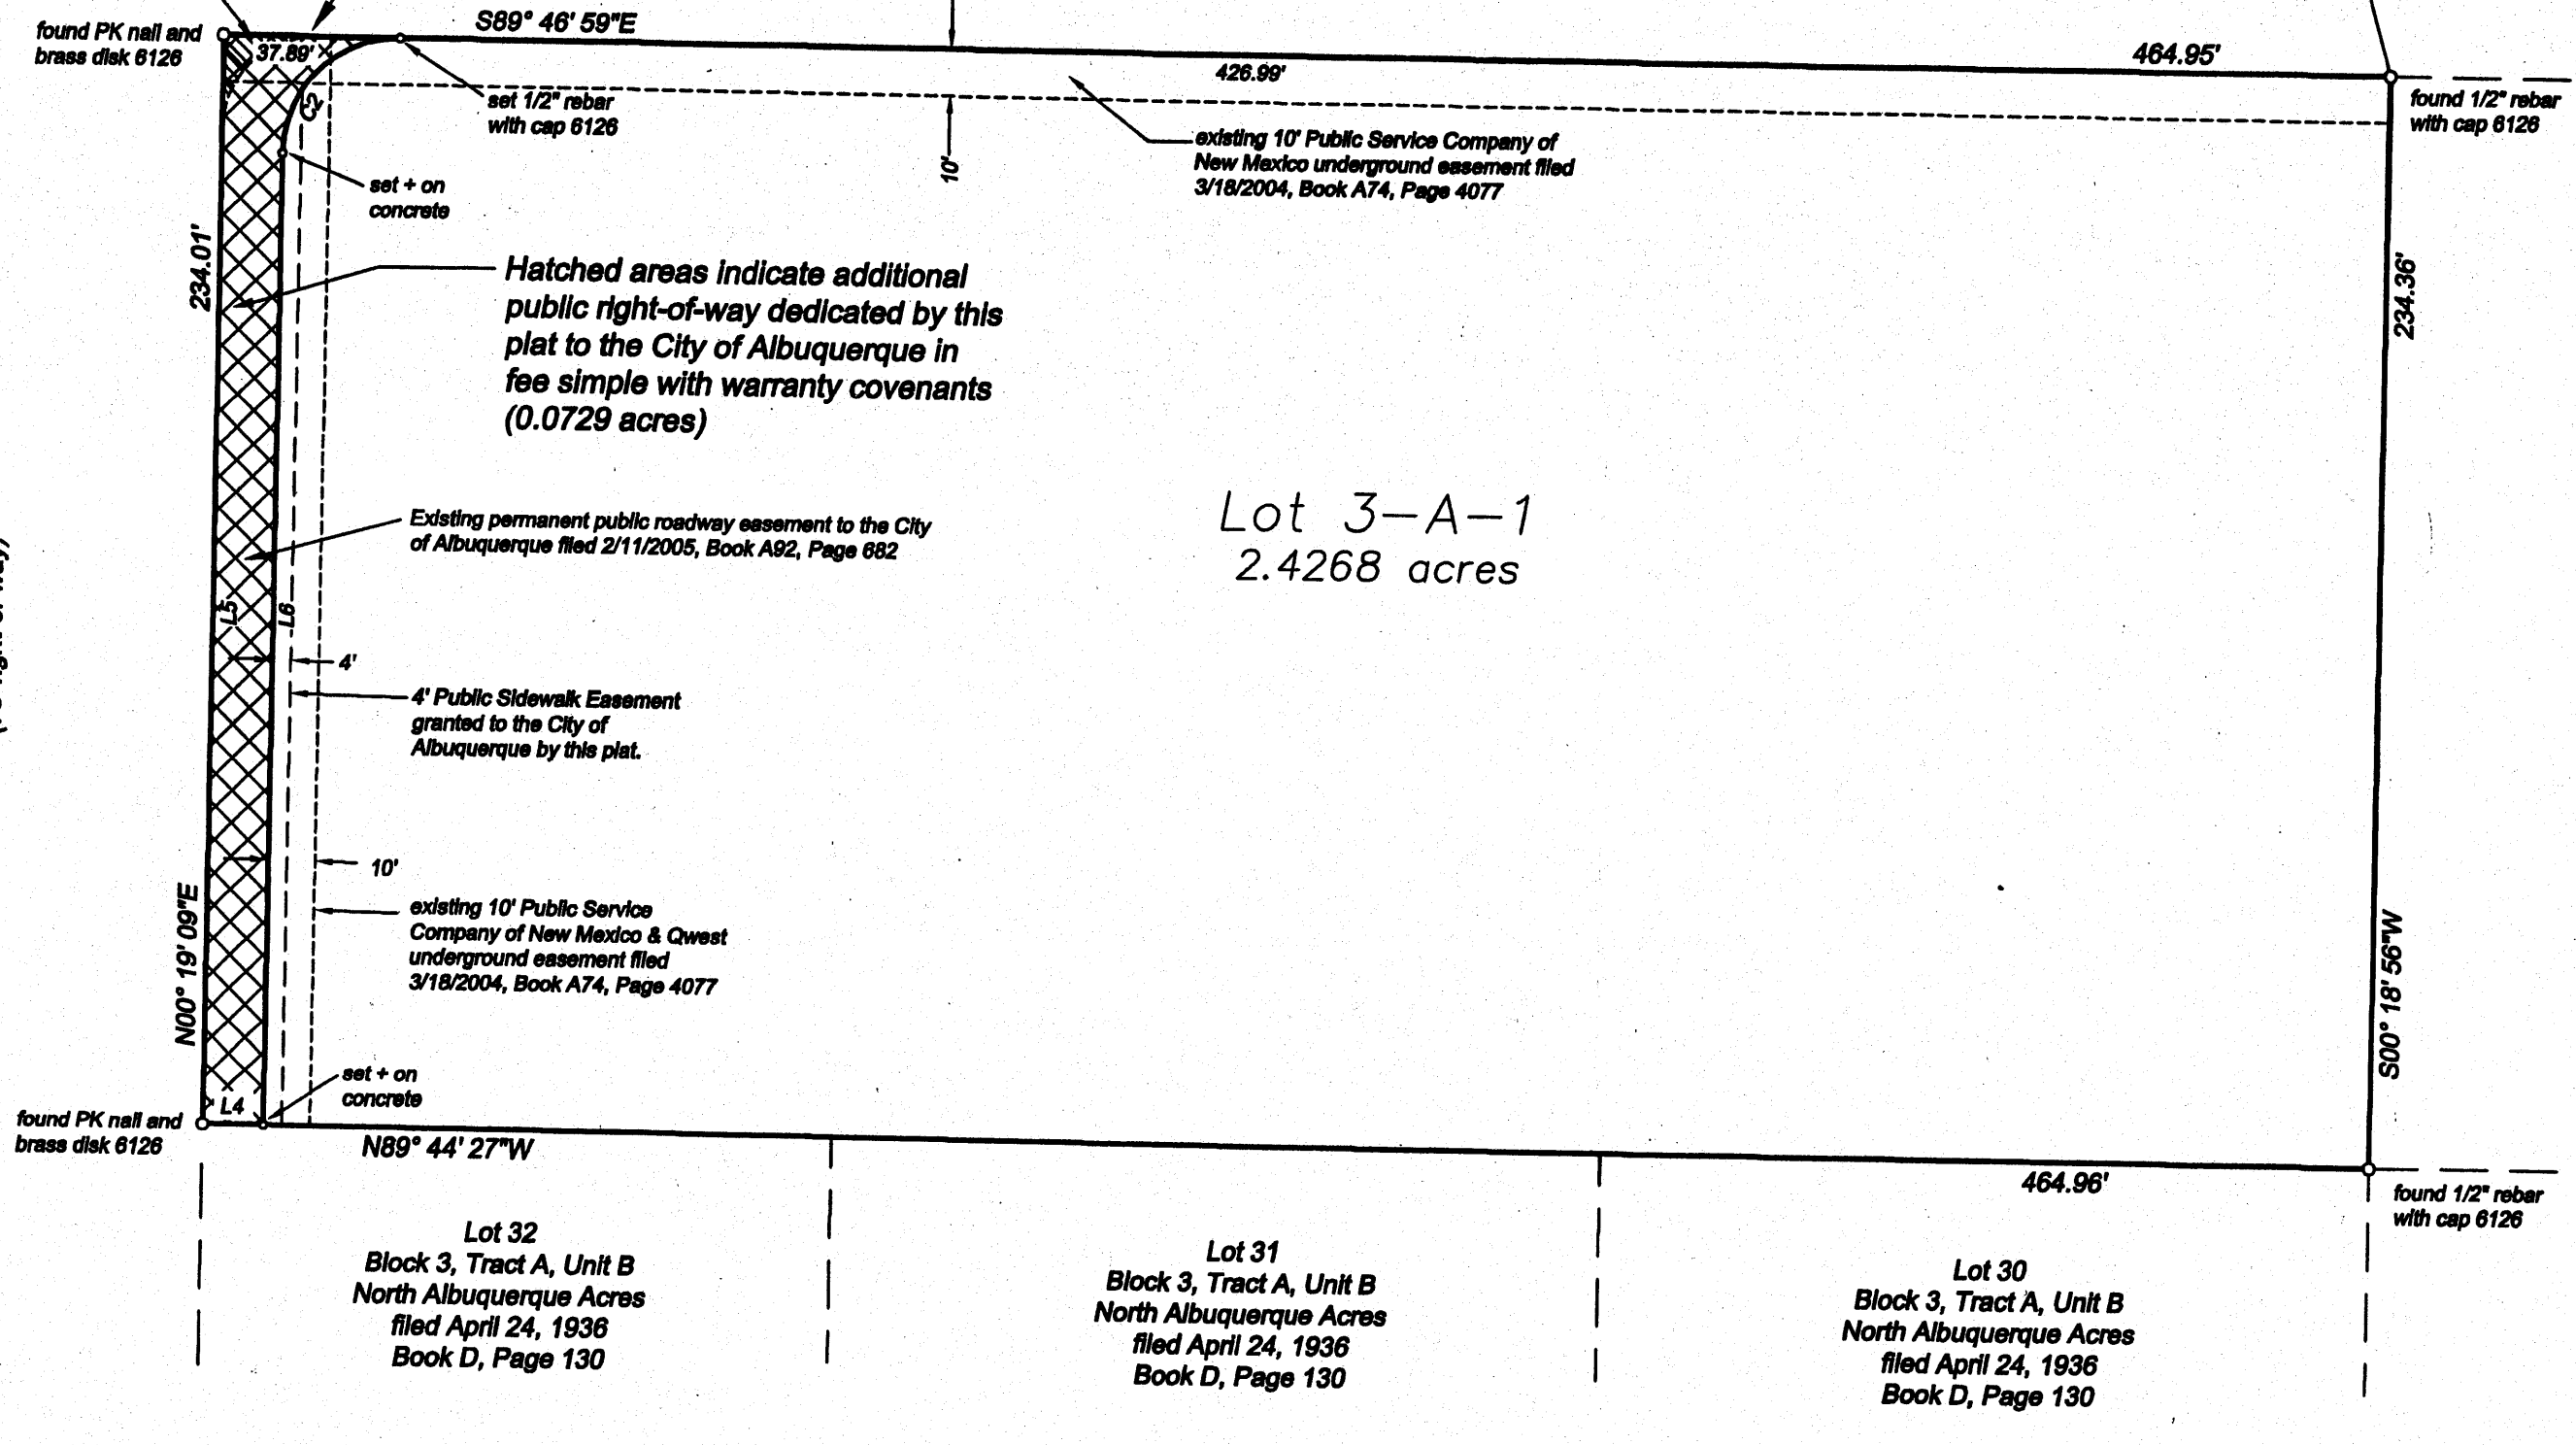 found PK nail and
brass disk 6126
37.89'
S89° 46' 59"E
464.95'
426.99'
set 1/2" rebar
with cap 6126
C2
found 1/2" rebar
with cap 6126
10'
existing 10' Public Service Company of
New Mexico underground easement filed
3/18/2004, Book A74, Page 4077
set + on
concrete
234.01'
234.36'
Hatched areas indicate additional
public right-of-way dedicated by this
plat to the City of Albuquerque in
fee simple with warranty covenants
(0.0729 acres)
Lot 3-A-1
2.4268 acres
Existing permanent public roadway easement to the City
of Albuquerque filed 2/11/2005, Book A92, Page 682
L5
L6
4'
4' Public Sidewalk Easement
granted to the City of
Albuquerque by this plat.
10'
existing 10' Public Service
Company of New Mexico & Qwest
underground easement filed
3/18/2004, Book A74, Page 4077
N00° 19' 09"E
S00° 18' 56"W
set + on
concrete
L4
found PK nail and
brass disk 6126
N89° 44' 27"W
464.96'
found 1/2" rebar
with cap 6126
Lot 32
Block 3, Tract A, Unit B
North Albuquerque Acres
filed April 24, 1936
Book D, Page 130
Lot 31
Block 3, Tract A, Unit B
North Albuquerque Acres
filed April 24, 1936
Book D, Page 130
Lot 30
Block 3, Tract A, Unit B
North Albuquerque Acres
filed April 24, 1936
Book D, Page 130